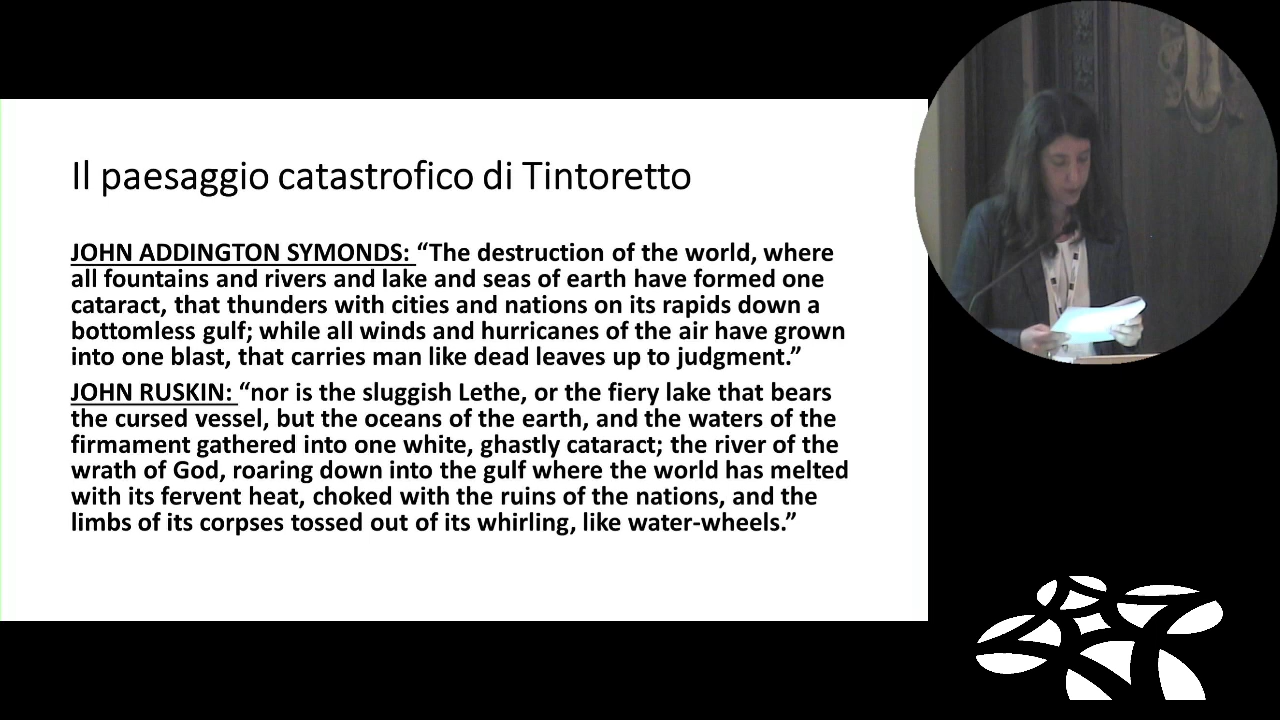 Il paesaggio catastrofico di Tintoretto
JOHN ADDINGTON SYMONDS: “The destruction of the world, where
all fountains and rivers and lake and seas of earth have formed one
cataract, that thunders with cities and nations on its rapids down a
bottomless gulf; while all winds and hurricanes of the air have grown
into one blast, that carries man like dead leaves up to judgment.”
JOHN RUSKIN: “nor is the sluggish Lethe, or the fiery lake that bears
the cursed vessel, but the oceans of the earth, and the waters of the
firmament gathered into one white, ghastly cataract; the river of the
wrath of God, roaring down into the gulf where the world has melted
with its fervent heat, choked with the ruins of the nations, and the
limbs of its corpses tossed out of its whirling, like water-wheels.”